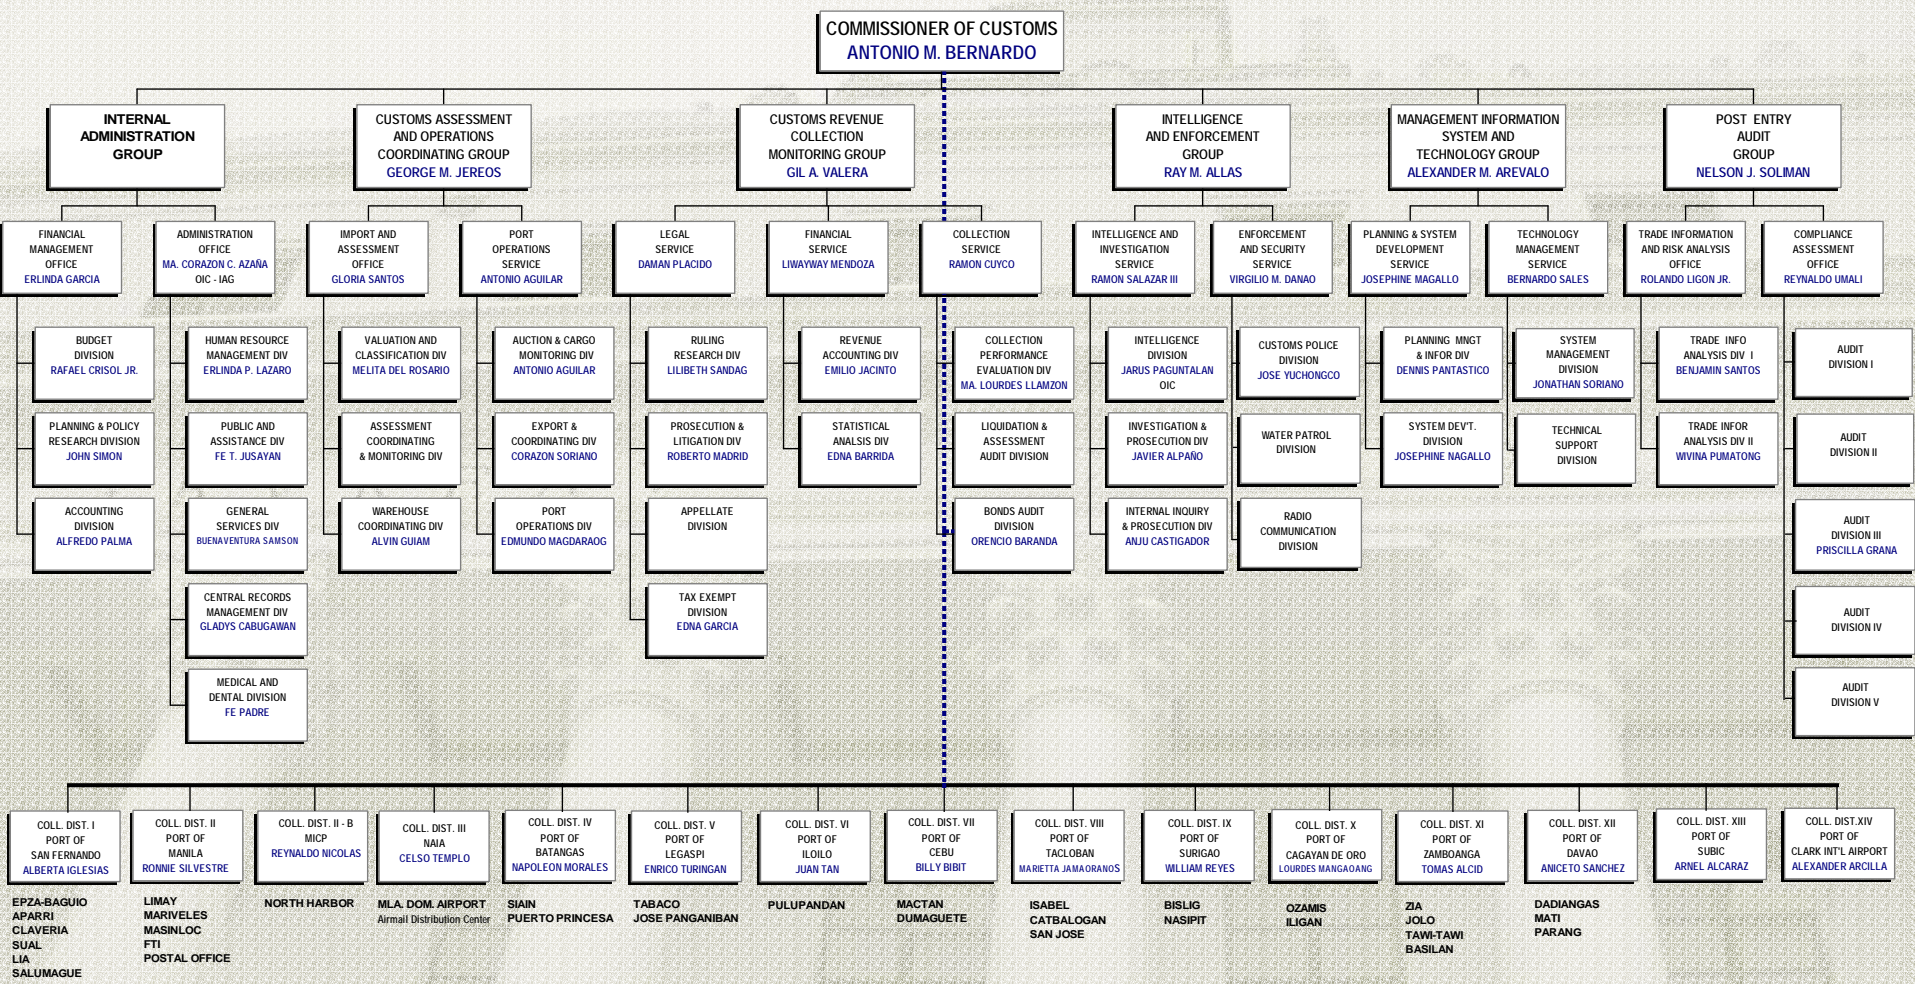 COMMISSIONER OF CUSTOMS
ANTONIO M. BERNARDO
INTERNAL
ADMINISTRATION
GROUP
CUSTOMS ASSESSMENT
AND OPERATIONS
COORDINATING GROUP
GEORGE M. JEREOS
CUSTOMS REVENUE
COLLECTION
MONITORING GROUP
GIL A. VALERA
INTELLIGENCE
AND ENFORCEMENT
GROUP
RAY M. ALLAS
MANAGEMENT INFORMATION
SYSTEM AND
TECHNOLOGY GROUP
ALEXANDER M. AREVALO
POST ENTRY
AUDIT
GROUP
NELSON J. SOLIMAN
FINANCIAL
MANAGEMENT
OFFICE
ERLINDA GARCIA
ADMINISTRATION
OFFICE
MA. CORAZON C. AZAÑA
OIC - IAG
IMPORT AND
ASSESSMENT
OFFICE
GLORIA SANTOS
PORT
OPERATIONS
SERVICE
ANTONIO AGUILAR
LEGAL
SERVICE
DAMAN PLACIDO
FINANCIAL
SERVICE
LIWAYWAY MENDOZA
COLLECTION
SERVICE
RAMON CUYCO
INTELLIGENCE AND
INVESTIGATION
SERVICE
RAMON SALAZAR III
ENFORCEMENT
AND SECURITY
SERVICE
VIRGILIO M. DANAO
PLANNING & SYSTEM
DEVELOPMENT
SERVICE
JOSEPHINE MAGALLO
TECHNOLOGY
MANAGEMENT
SERVICE
BERNARDO SALES
TRADE INFORMATION
AND RISK ANALYSIS
OFFICE
ROLANDO LIGON JR.
COMPLIANCE
ASSESSMENT
OFFICE
REYNALDO UMALI
BUDGET
DIVISION
RAFAEL CRISOL JR.
PLANNING & POLICY
RESEARCH DIVISION
JOHN SIMON
ACCOUNTING
DIVISION
ALFREDO PALMA
HUMAN RESOURCE
MANAGEMENT DIV
ERLINDA P. LAZARO
PUBLIC AND
ASSISTANCE DIV
FE T. JUSAYAN
GENERAL
SERVICES DIV
BUENAVENTURA SAMSON
CENTRAL RECORDS
MANAGEMENT DIV
GLADYS CABUGAWAN
MEDICAL AND
DENTAL DIVISION
FE PADRE
VALUATION AND
CLASSIFICATION DIV
MELITA DEL ROSARIO
ASSESSMENT
COORDINATING
& MONITORING DIV
WAREHOUSE
COORDINATING DIV
ALVIN GUIAM
AUCTION & CARGO
MONITORING DIV
ANTONIO AGUILAR
EXPORT &
COORDINATING DIV
CORAZON SORIANO
PORT
OPERATIONS DIV
EDMUNDO MAGDARAOG
RULING
RESEARCH DIV
LILIBETH SANDAG
PROSECUTION &
LITIGATION DIV
ROBERTO MADRID
APPELLATE
DIVISION
TAX EXEMPT
DIVISION
EDNA GARCIA
REVENUE
ACCOUNTING DIV
EMILIO JACINTO
STATISTICAL
ANALSIS DIV
EDNA BARRIDA
COLLECTION
PERFORMANCE
EVALUATION DIV
MA. LOURDES LLAMZON
LIQUIDATION &
ASSESSMENT
AUDIT DIVISION
BONDS AUDIT
DIVISION
ORENCIO BARANDA
INTELLIGENCE
DIVISION
JARUS PAGUNTALAN
OIC
INVESTIGATION &
PROSECUTION DIV
JAVIER ALPAÑO
INTERNAL INQUIRY
& PROSECUTION DIV
ANJU CASTIGADOR
CUSTOMS POLICE
DIVISION
JOSE YUCHONGCO
WATER PATROL
DIVISION
RADIO
COMMUNICATION
DIVISION
PLANNING MNGT
& INFOR DIV
DENNIS PANTASTICO
SYSTEM DEV'T.
DIVISION
JOSEPHINE NAGALLO
SYSTEM
MANAGEMENT
DIVISION
JONATHAN SORIANO
TECHNICAL
SUPPORT
DIVISION
TRADE INFO
ANALYSIS DIV I
BENJAMIN SANTOS
TRADE INFOR
ANALYSIS DIV II
WIVINA PUMATONG
AUDIT
DIVISION I
AUDIT
DIVISION II
AUDIT
DIVISION III
PRISCILLA GRANA
AUDIT
DIVISION IV
AUDIT
DIVISION V
COLL. DIST. I
PORT OF
SAN FERNANDO
ALBERTA IGLESIAS
EPZA-BAGUIO
APARRI
CLAVERIA
SUAL
LIA
SALUMAGUE
COLL. DIST. II
PORT OF
MANILA
RONNIE SILVESTRE
LIMAY
MARIVELES
MASINLOC
FTI
POSTAL OFFICE
COLL. DIST. II - B
MICP
REYNALDO NICOLAS
NORTH HARBOR
COLL. DIST. III
NAIA
CELSO TEMPLO
MLA. DOM. AIRPORT
Airmail Distribution Center
COLL. DIST. IV
PORT OF
BATANGAS
NAPOLEON MORALES
SIAIN
PUERTO PRINCESA
COLL. DIST. V
PORT OF
LEGASPI
ENRICO TURINGAN
TABACO
JOSE PANGANIBAN
COLL. DIST. VI
PORT OF
ILOILO
JUAN TAN
PULUPANDAN
COLL. DIST. VII
PORT OF
CEBU
BILLY BIBIT
MACTAN
DUMAGUETE
COLL. DIST. VIII
PORT OF
TACLOBAN
MARIETTA JAMAORANOS
ISABEL
CATBALOGAN
SAN JOSE
COLL. DIST. IX
PORT OF
SURIGAO
WILLIAM REYES
BISLIG
NASIPIT
COLL. DIST. X
PORT OF
CAGAYAN DE ORO
LOURDES MANGAOANG
OZAMIS
ILIGAN
COLL. DIST. XI
PORT OF
ZAMBOANGA
TOMAS ALCID
ZIA
JOLO
TAWI-TAWI
BASILAN
COLL. DIST. XII
PORT OF
DAVAO
ANICETO SANCHEZ
DADIANGAS
MATI
PARANG
COLL. DIST. XIII
PORT OF
SUBIC
ARNEL ALCARAZ
COLL. DIST.XIV
PORT OF
CLARK INT'L AIRPORT
ALEXANDER ARCILLA